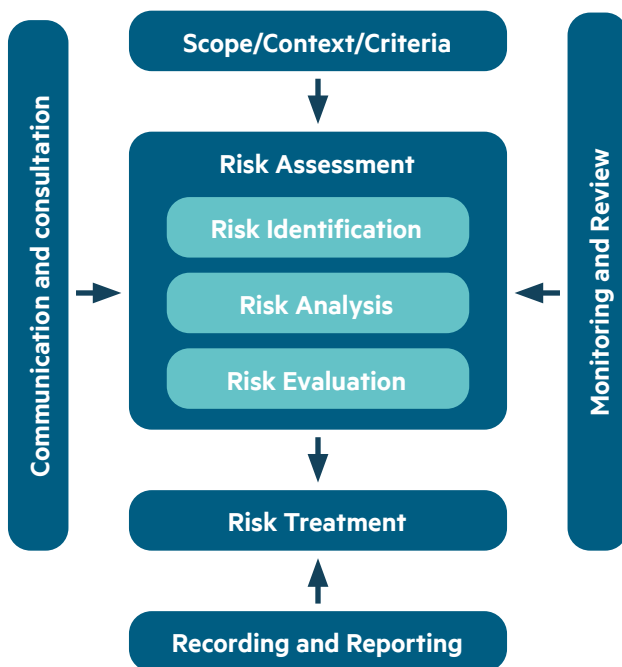 Scope/Context/Criteria
Communication and consultation
Risk Assessment
Risk Identification
Risk Analysis
Risk Evaluation
Monitoring and Review
Risk Treatment
Recording and Reporting